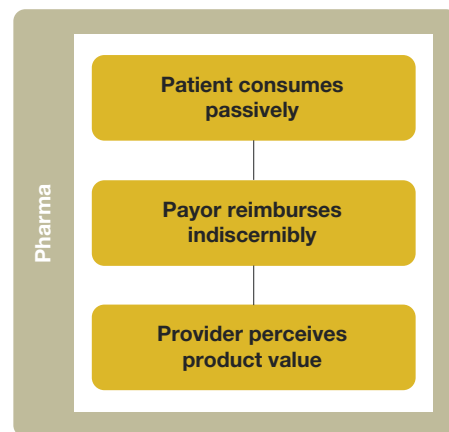 Pharma
Patient consumes
passively
Payor reimburses
indiscernibly
Provider perceives
product value